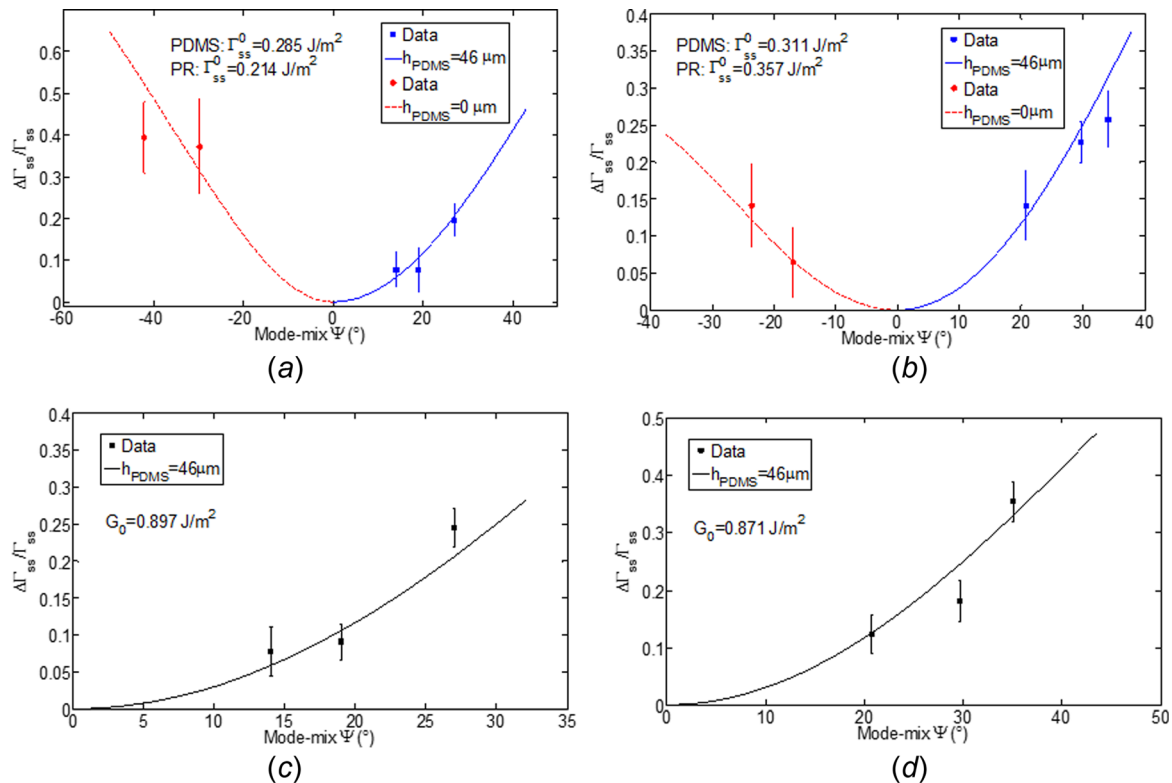 PDMS: Γ⁰ss=0.285 J/m²
PR: Γ⁰ss=0.214 J/m²
Data
hPDMS=46 μm
Data
hPDMS=0 μm
ΔΓss/Γss
0.6
0.5
0.4
0.3
0.2
0.1
0
-60 -40 -20 0 20 40
Mode-mix Ψ (°)
(a)
PDMS: Γ⁰ss=0.311 J/m²
PR: Γ⁰ss=0.357 J/m²
Data
hPDMS=46μm
Data
hPDMS=0μm
ΔΓss/Γss
0.4
0.35
0.3
0.25
0.2
0.15
0.1
0.05
0
-40 -30 -20 -10 0 10 20 30 40
Mode-mix Ψ (°)
(b)
Data
hPDMS=46μm
G0=0.897 J/m²
ΔΓss/Γss
0.4
0.35
0.3
0.25
0.2
0.15
0.1
0.05
0
0 5 10 15 20 25 30 35
Mode-mix Ψ (°)
(c)
Data
hPDMS=46μm
G0=0.871 J/m²
ΔΓss/Γss
0.5
0.4
0.3
0.2
0.1
0
0 10 20 30 40 50
Mode-mix Ψ (°)
(d)